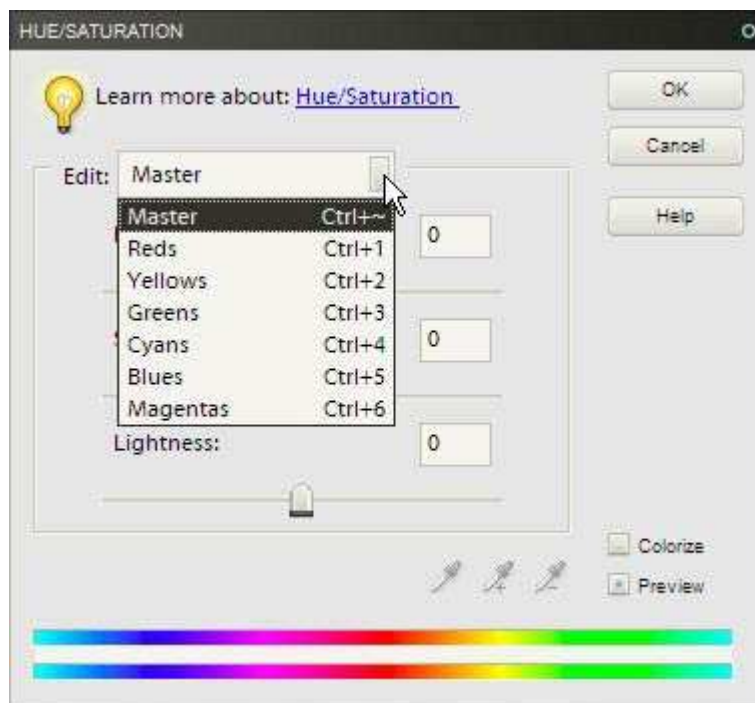 HUE/SATURATION
Learn more about: Hue/Saturation
OK
Cancel
Help
Edit: Master
Master Ctrl+~
Reds Ctrl+1
0
Yellows Ctrl+2
Greens Ctrl+3
Cyans Ctrl+4
0
Blues Ctrl+5
Magentas Ctrl+6
Lightness: 0
Colorize
Preview